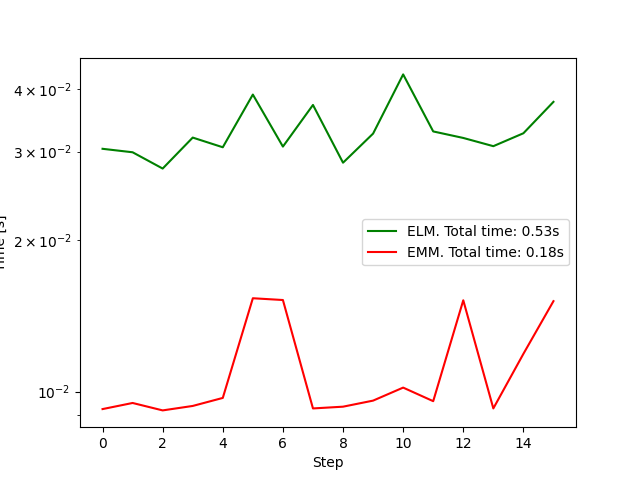 4 × 10⁻²
3 × 10⁻²
2 × 10⁻²
10⁻²
Time [s]
ELM. Total time: 0.53s
EMM. Total time: 0.18s
0 2 4 6 8 10 12 14
Step